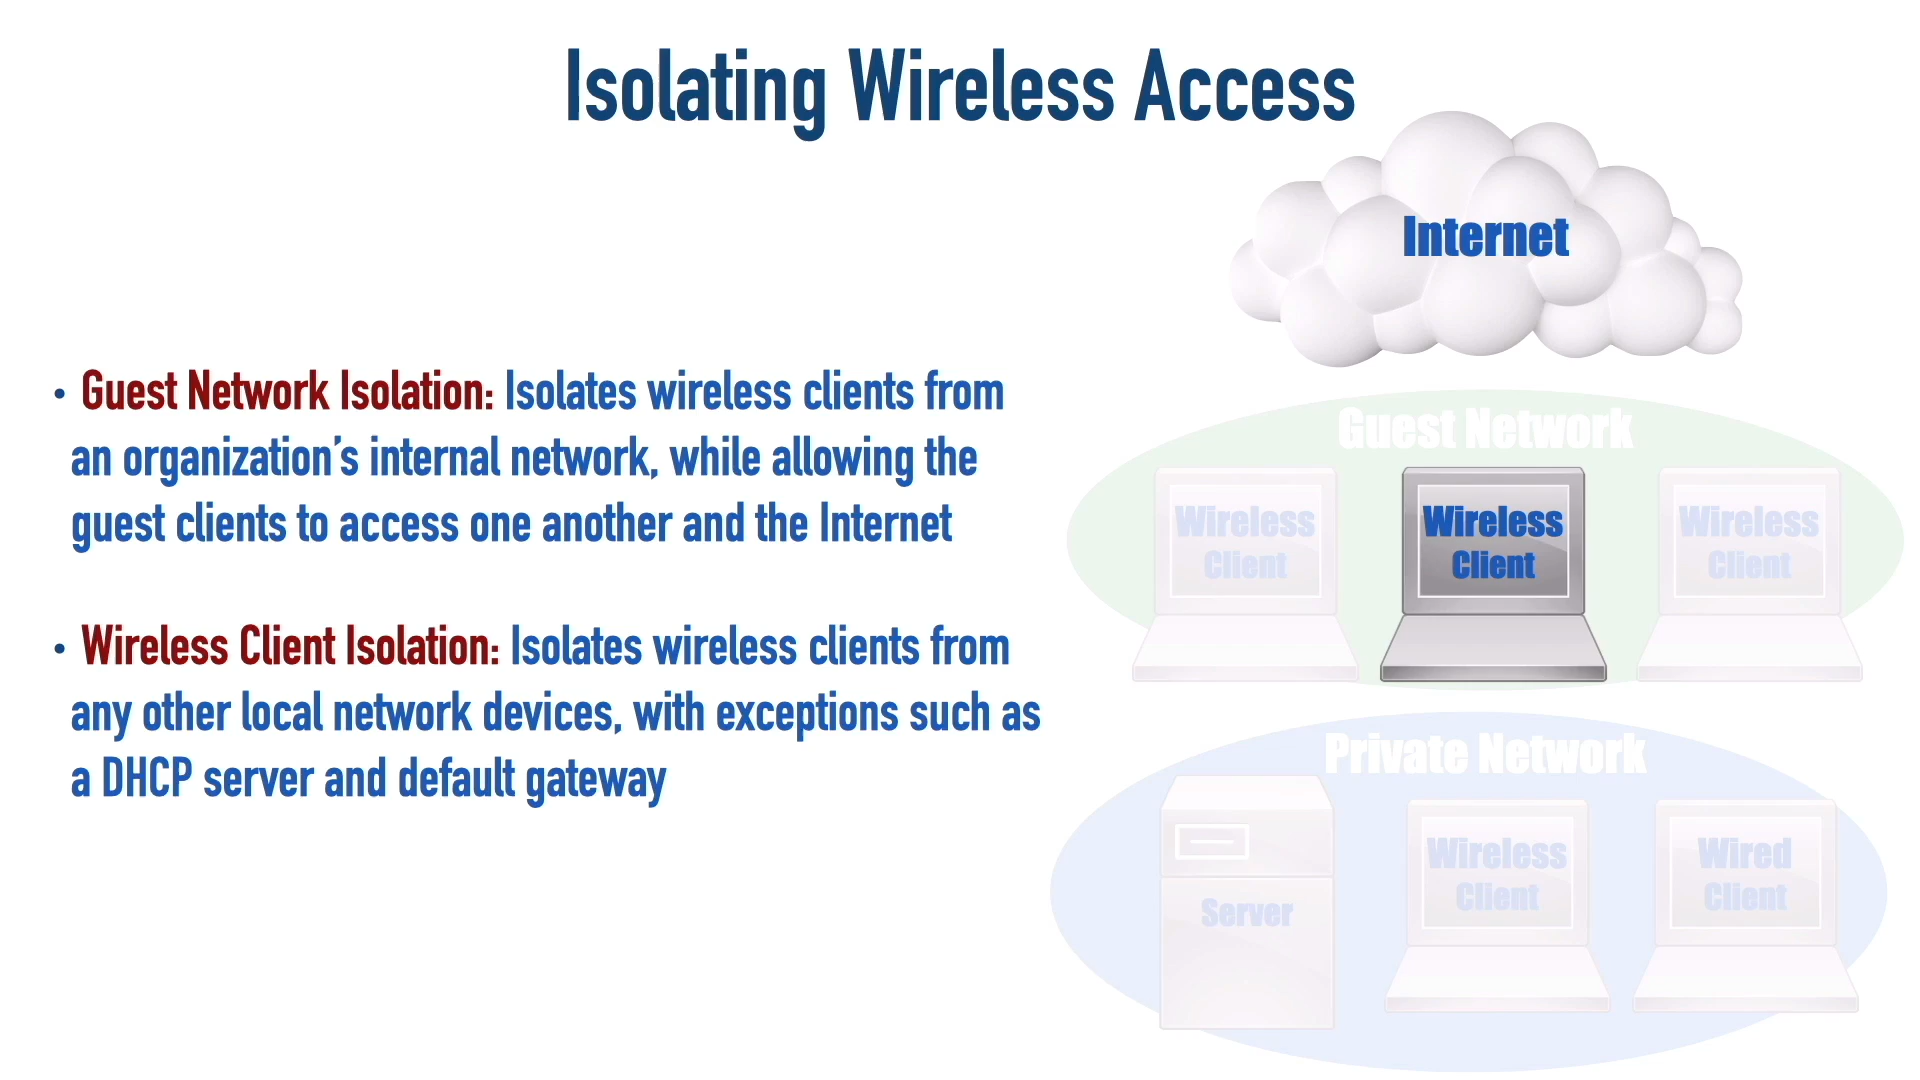 Isolating Wireless Access
Internet
• Guest Network Isolation: Isolates wireless clients from
an organization’s internal network, while allowing the
guest clients to access one another and the Internet
• Wireless Client Isolation: Isolates wireless clients from
any other local network devices, with exceptions such as
a DHCP server and default gateway
Guest Network
Wireless
Client
Wireless
Client
Wireless
Client
Private Network
Server
Wireless
Client
Wired
Client